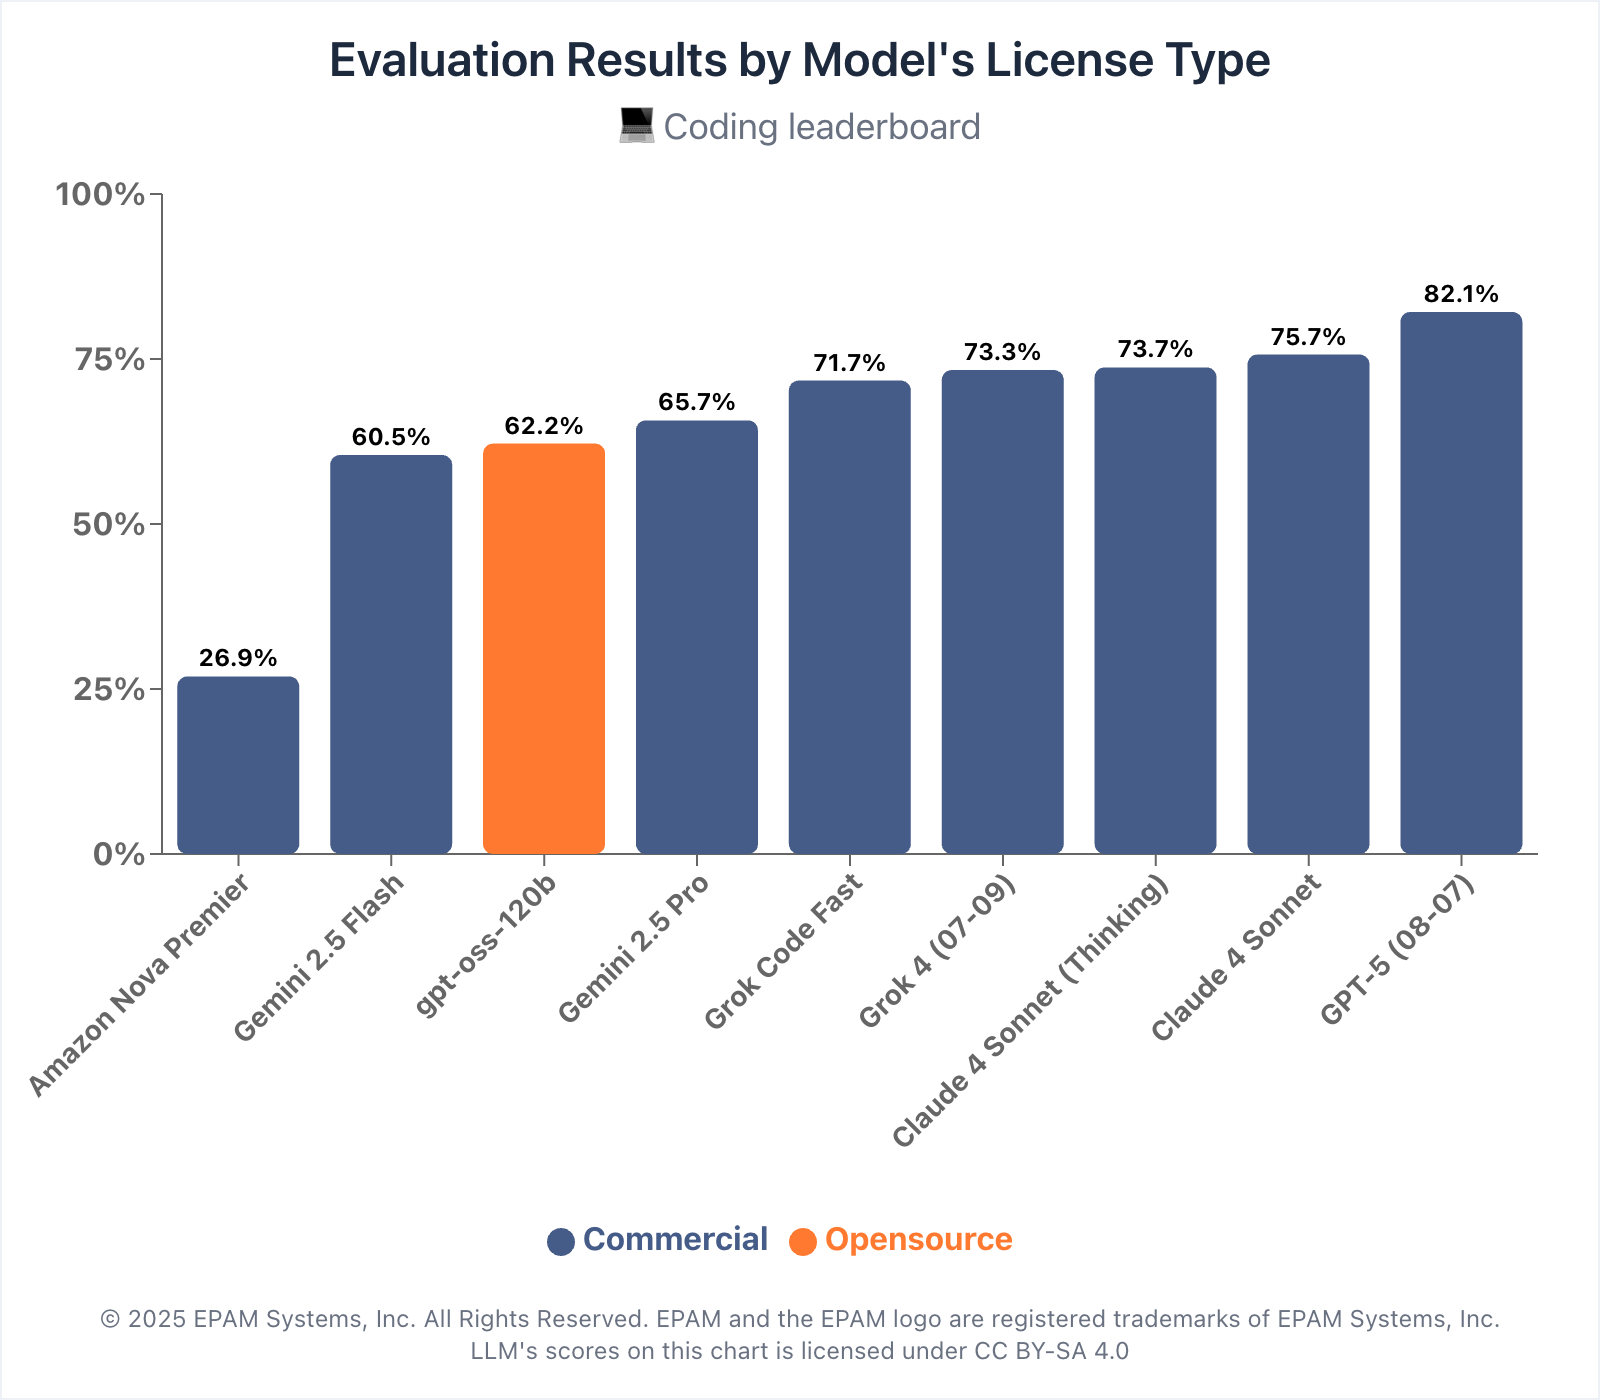 Evaluation Results by Model's License Type
Coding leaderboard
100%
75%
50%
25%
0%
26.9%
60.5%
62.2%
65.7%
71.7%
73.3%
73.7%
75.7%
82.1%
Amazon Nova Premier
Gemini 2.5 Flash
gpt-oss-120b
Gemini 2.5 Pro
Grok Code Fast
Grok 4 (07-09)
Claude 4 Sonnet (Thinking)
Claude 4 Sonnet
GPT-5 (08-07)
Commercial
Opensource
© 2025 EPAM Systems, Inc. All Rights Reserved. EPAM and the EPAM logo are registered trademarks of EPAM Systems, Inc.
LLM's scores on this chart is licensed under CC BY-SA 4.0